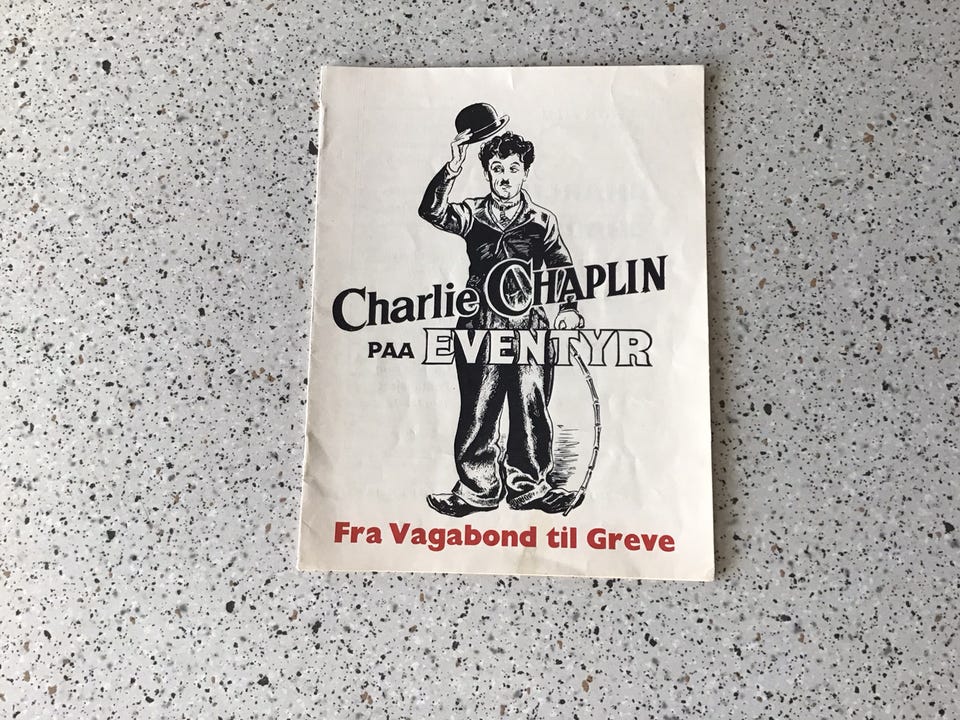 Charlie CHAPLIN
PAA EVENTYR
Fra Vagabond til Greve